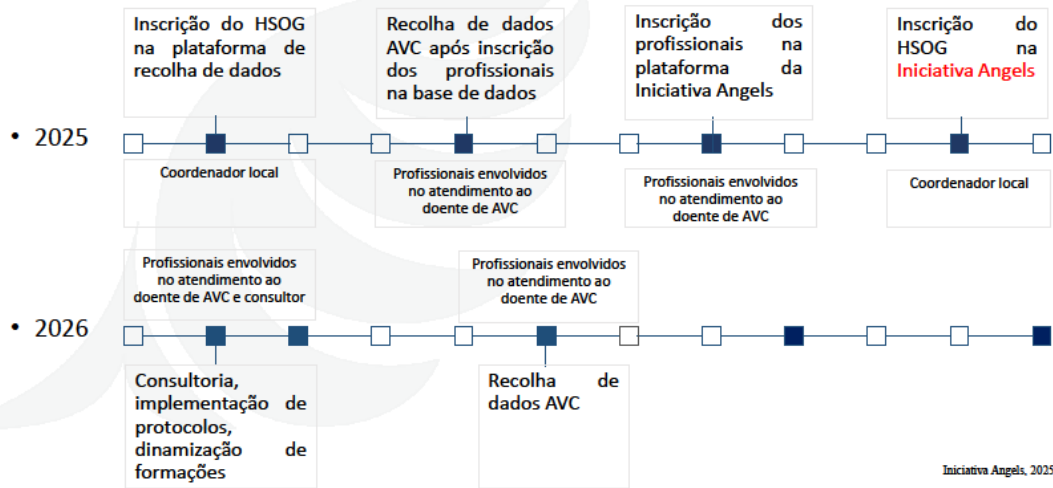 Inscrição do HSOG
na plataforma de
recolha de dados
Recolha de dados
AVC após inscrição
dos profissionais
na base de dados
Inscrição dos
profissionais na
plataforma da
Iniciativa Angels
Inscrição do
HSOG na
Iniciativa Angels
• 2025
Coordenador local
Profissionais envolvidos
no atendimento ao
doente de AVC
Profissionais envolvidos
no atendimento ao
doente de AVC
Coordenador local
Profissionais envolvidos
no atendimento ao
doente de AVC e consultor
Profissionais envolvidos
no atendimento ao
doente de AVC
• 2026
Consultoria,
implementação de
protocolos,
dinamização de
formações
Recolha de
dados AVC
Iniciativa Angels, 2025